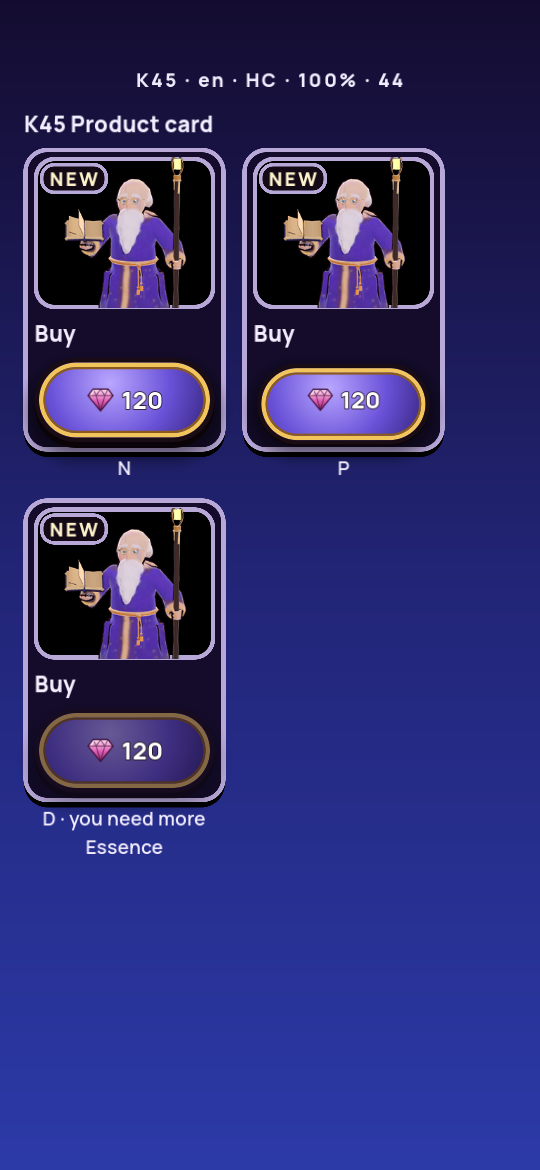 K45 · en · HC · 100% · 44
K45 Product card
NEW
NEW
Buy
Buy
120
120
N
P
NEW
Buy
120
D · you need more
Essence